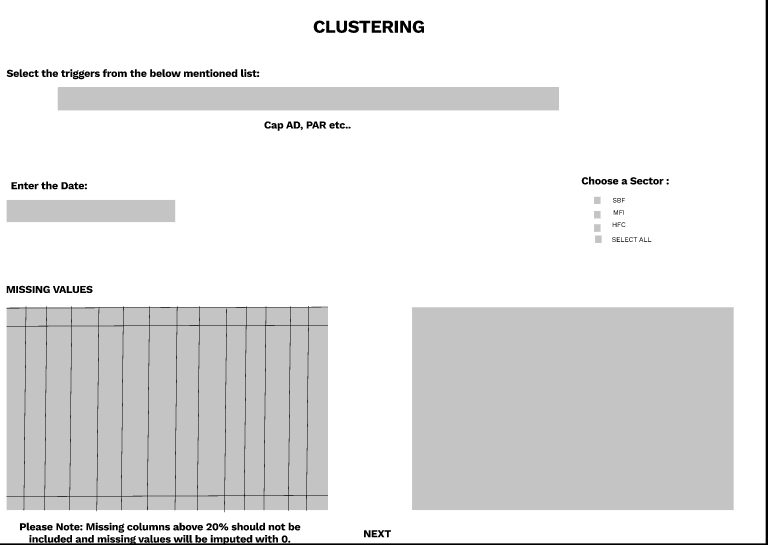 CLUSTERING
Select the triggers from the below mentioned list:
Cap AD, PAR etc..
Enter the Date:
Choose a Sector :
SBF
MFI
HFC
SELECT ALL
MISSING VALUES
Please Note: Missing columns above 20% should not be
included and missing values will be imputed with 0.
NEXT